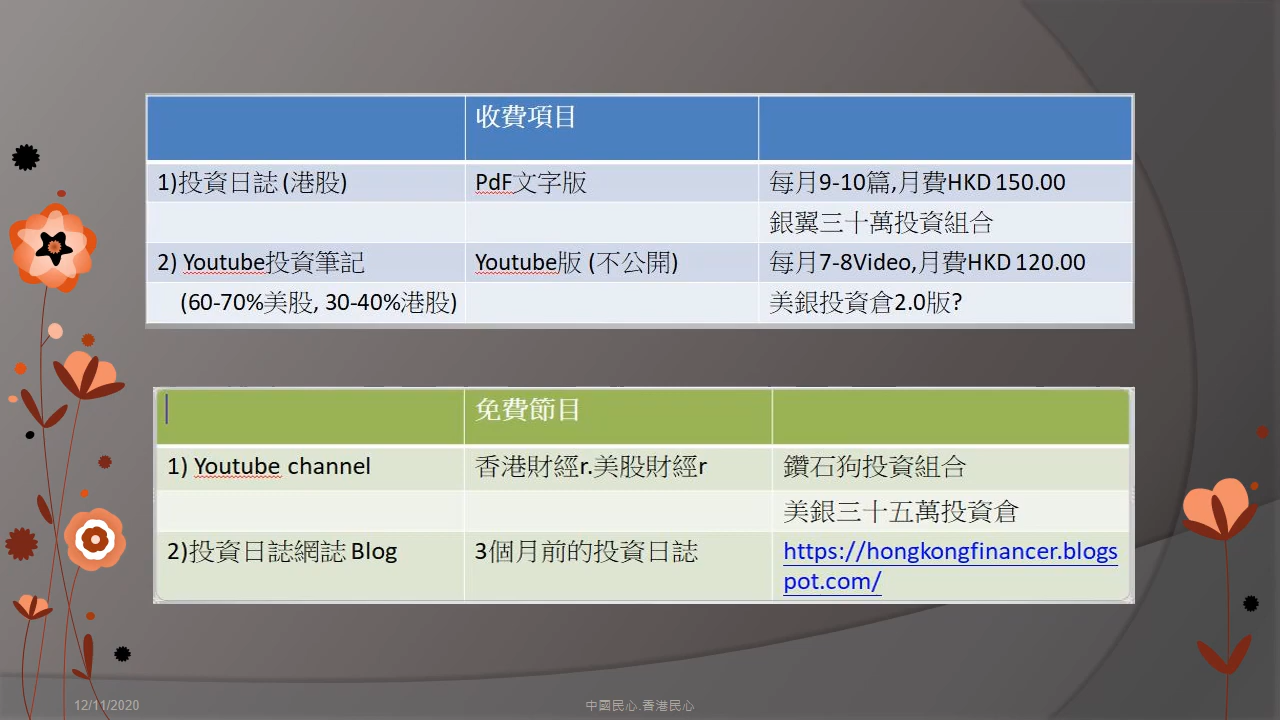 收費項目
1)投資日誌 (港股) PdF文字版 每月9-10篇,月費HKD 150.00
銀翼三十萬投資組合
2) Youtube投資筆記 Youtube版 (不公開) 每月7-8Video,月費HKD 120.00
(60-70%美股, 30-40%港股) 美銀投資倉2.0版?
免費節目
1) Youtube channel 香港財經r.美股財經r 鑽石狗投資組合
美銀三十五萬投資倉
2)投資日誌網誌 Blog 3個月前的投資日誌 https://hongkongfinancer.blogs
pot.com/
12/11/2020 中國民心.香港民心